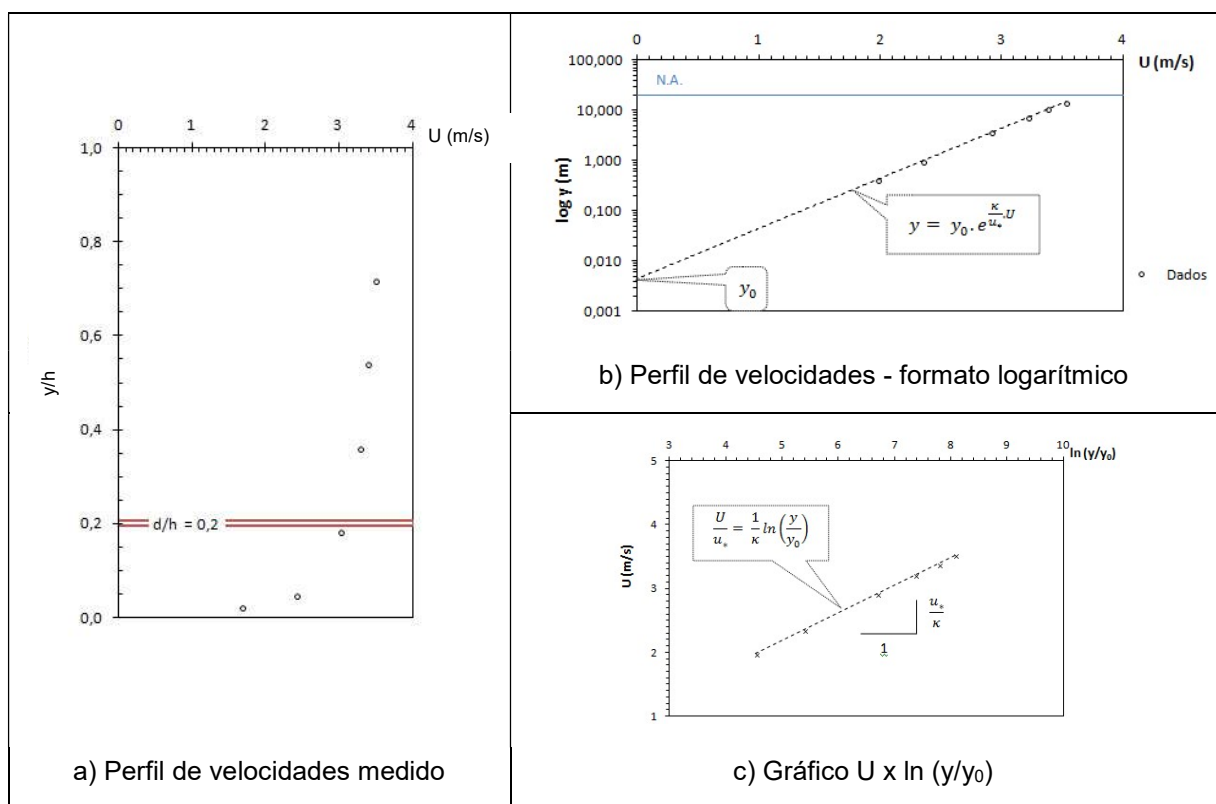 0 1 2 3 4
U (m/s)
1,0
0,8
0,6
y/h
0,4
d/h = 0,2
0,2
0,0
a) Perfil de velocidades medido
0 1 2 3 4
U (m/s)
100,000
N.A.
10,000
1,000
log y (m)
0,100
y = y₀. e^(κ/u*.U)
0,010
y₀
Dados
0,001
b) Perfil de velocidades - formato logarítmico
3 4 5 6 7 8 9 10
ln (y/y₀)
5
U/u* = 1/κ ln(y/y₀)
4
U (m/s)
3
u*/κ
1
2
1
c) Gráfico U x ln (y/y₀)